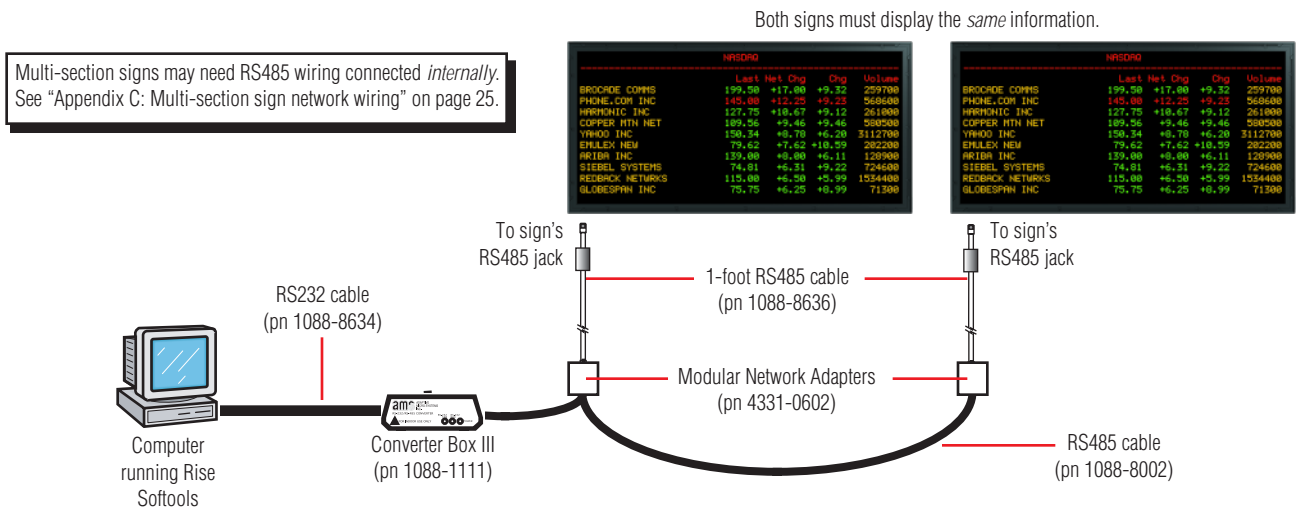 Both signs must display the same information.
Multi-section signs may need RS485 wiring connected internally.
See “Appendix C: Multi-section sign network wiring” on page 25.
NASDAQ
Last Net Chg Chg Volume
BROCADE COMMS 199.50 +17.00 +9.32 259700
PHONE.COM INC 145.00 +12.25 +9.23 568600
HARMONIC INC 127.75 +10.67 +9.12 261000
COPPER MTN NET 109.56 +9.46 +9.46 580500
YAHOO INC 150.34 +8.78 +6.20 3112700
EMULEX NEW 79.62 +7.62 +10.59 202200
ARIBA INC 139.00 +8.00 +6.11 128900
SIEBEL SYSTEMS 74.81 +6.31 +9.22 724600
REDBACK NETWRKS 115.00 +6.50 +5.99 1534400
GLOBESPAN INC 75.75 +6.25 +8.99 71300
NASDAQ
Last Net Chg Chg Volume
BROCADE COMMS 199.50 +17.00 +9.32 259700
PHONE.COM INC 145.00 +12.25 +9.23 568600
HARMONIC INC 127.75 +10.67 +9.12 261000
COPPER MTN NET 109.56 +9.46 +9.46 580500
YAHOO INC 150.34 +8.78 +6.20 3112700
EMULEX NEW 79.62 +7.62 +10.59 202200
ARIBA INC 139.00 +8.00 +6.11 128900
SIEBEL SYSTEMS 74.81 +6.31 +9.22 724600
REDBACK NETWRKS 115.00 +6.50 +5.99 1534400
GLOBESPAN INC 75.75 +6.25 +8.99 71300
To sign's
RS485 jack
To sign's
RS485 jack
1-foot RS485 cable
(pn 1088-8636)
RS232 cable
(pn 1088-8634)
Modular Network Adapters
(pn 4331-0602)
ams
Computer
running Rise
Softools
Converter Box III
(pn 1088-1111)
RS485 cable
(pn 1088-8002)